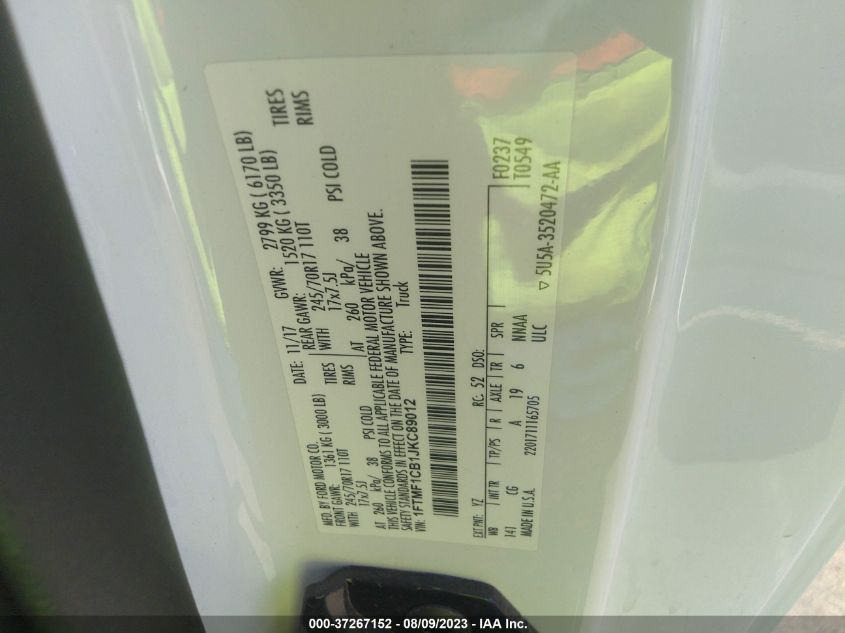 MFD. BY FORD MOTOR CO.
DATE: 11/17 GVWR: 2799 KG ( 6170 LB)
FRONT GAWR: 1361 KG ( 3000 LB) REAR GAWR: 1520 KG ( 3350 LB)
WITH 245/70R17 110T TIRES WITH 245/70R17 110T TIRES
17x7.5J RIMS 17x7.5J RIMS
AT 260 kPa/ 38 PSI COLD AT 260 kPa/ 38 PSI COLD
THIS VEHICLE CONFORMS TO ALL APPLICABLE FEDERAL MOTOR VEHICLE
SAFETY STANDARDS IN EFFECT ON THE DATE OF MANUFACTURE SHOWN ABOVE.
VIN: 1FTMF1CB1JKC89012 TYPE: Truck
EXT PNT: YZ RC: 52 DSO:
WB INT TR TP/PS R AXLE TR SPR F0237
141 CG A 19 6 NNAA T0549
MADE IN U.S.A. 2201711165705 ULC
▽ 5U5A-3520472-AA
000-37267152 - 08/09/2023 - IAA Inc.